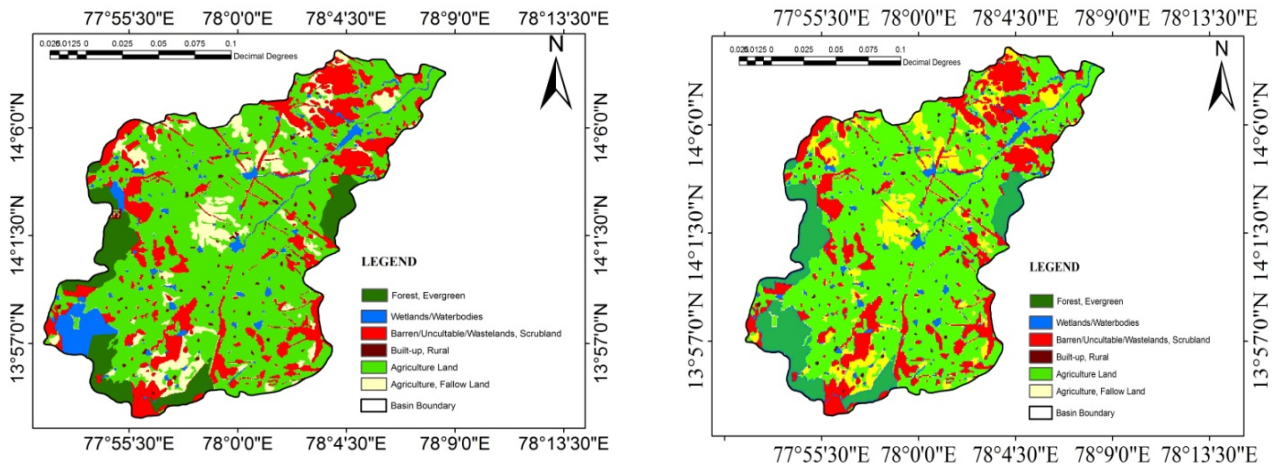 77°55'30"E 78°0'0"E 78°4'30"E 78°9'0"E 78°13'30"E
0.025 0.0125 0 0.025 0.05 0.075 0.1
Decimal Degrees
N
14°6'0"N
14°1'30"N
13°57'0"N
LEGEND
Forest, Evergreen
Wetlands/Waterbodies
Barren/Uncultable/Wastelands, Scrubland
Built-up, Rural
Agriculture Land
Agriculture, Fallow Land
Basin Boundary
14°6'0"N
14°1'30"N
13°57'0"N
77°55'30"E 78°0'0"E 78°4'30"E 78°9'0"E 78°13'30"E
77°55'30"E 78°0'0"E 78°4'30"E 78°9'0"E 78°13'30"E
0.025 0.0125 0 0.025 0.05 0.075 0.1
Decimal Degrees
N
14°6'0"N
14°1'30"N
13°57'0"N
LEGEND
Forest, Evergreen
Wetlands/Waterbodies
Barren/Uncultable/Wastelands, Scrubland
Built-up, Rural
Agriculture Land
Agriculture, Fallow Land
Basin Boundary
14°6'0"N
14°1'30"N
13°57'0"N
77°55'30"E 78°0'0"E 78°4'30"E 78°9'0"E 78°13'30"E